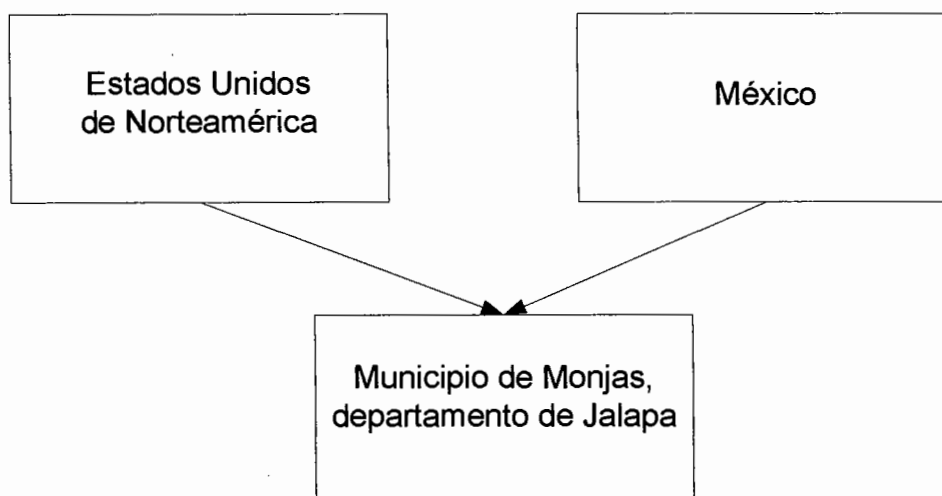 Estados Unidos
de Norteamérica
México
Municipio de Monjas,
departamento de Jalapa